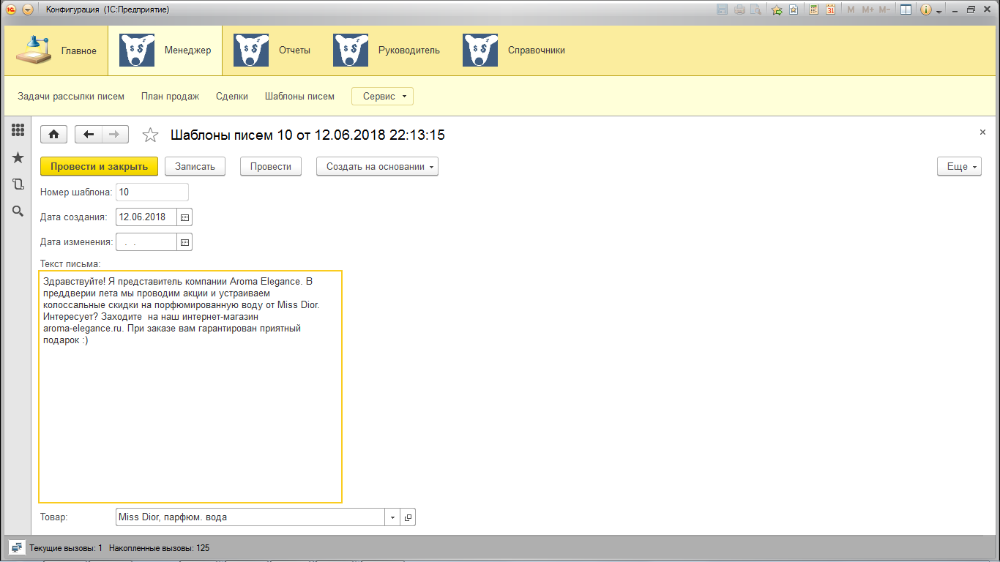 Конфигурация (1С:Предприятие)
M M+ M-
Главное Менеджер Отчеты Руководитель Справочники
Задачи рассылки писем План продаж Сделки Шаблоны писем Сервис
Шаблоны писем 10 от 12.06.2018 22:13:15
Провести и закрыть Записать Провести Создать на основании Еще
Номер шаблона: 10
Дата создания: 12.06.2018
Дата изменения: . .
Текст письма:
Здравствуйте! Я представитель компании Aroma Elegance. В
преддверии лета мы проводим акции и устраиваем
колоссальные скидки на порфюмированную воду от Miss Dior.
Интересует? Заходите на наш интернет-магазин
aroma-elegance.ru. При заказе вам гарантирован приятный
подарок :)
Товар: Miss Dior, парфюм. вода
Текущие вызовы: 1 Накопленные вызовы: 125